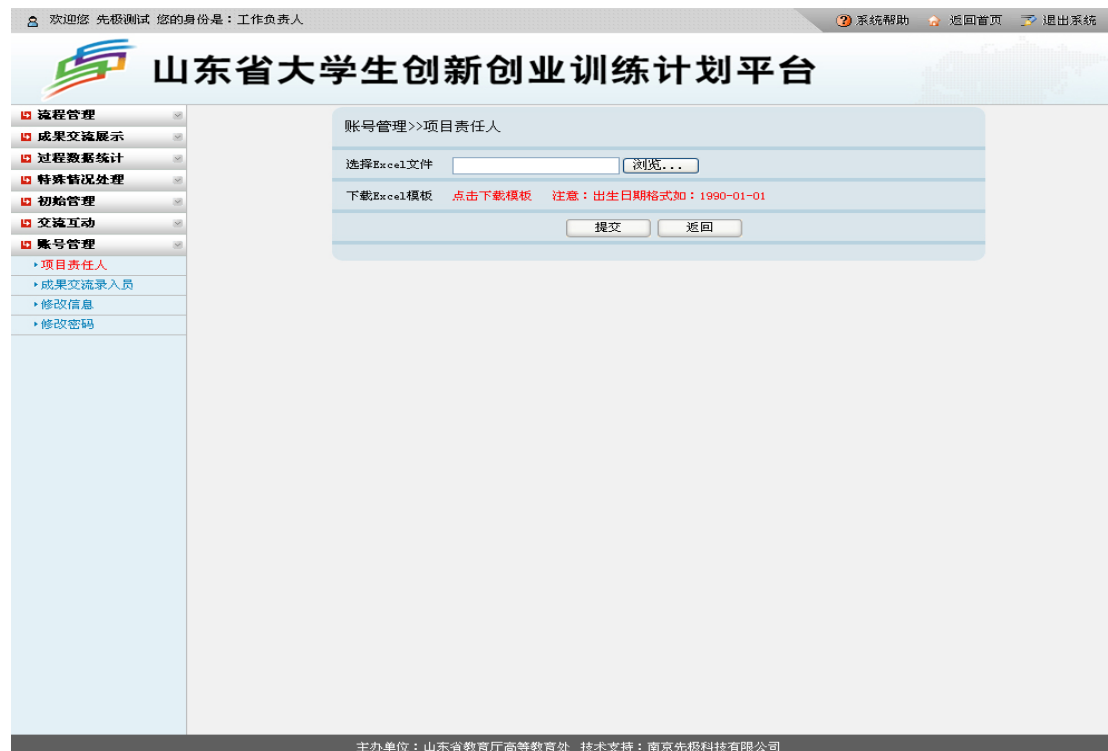 欢迎您 先极测试 您的身份是：工作负责人
系统帮助 返回首页 退出系统
山东省大学生创新创业训练计划平台
流程管理
成果交流展示
过程数据统计
特殊情况处理
初始管理
交流互动
账号管理
项目责任人
成果交流录入员
修改信息
修改密码
账号管理>>项目责任人
选择Excel文件 浏览...
下载Excel模板 点击下载模板 注意：出生日期格式如：1990-01-01
提交 返回
主办单位：山东省教育厅高等教育处 技术支持：南京先极科技有限公司